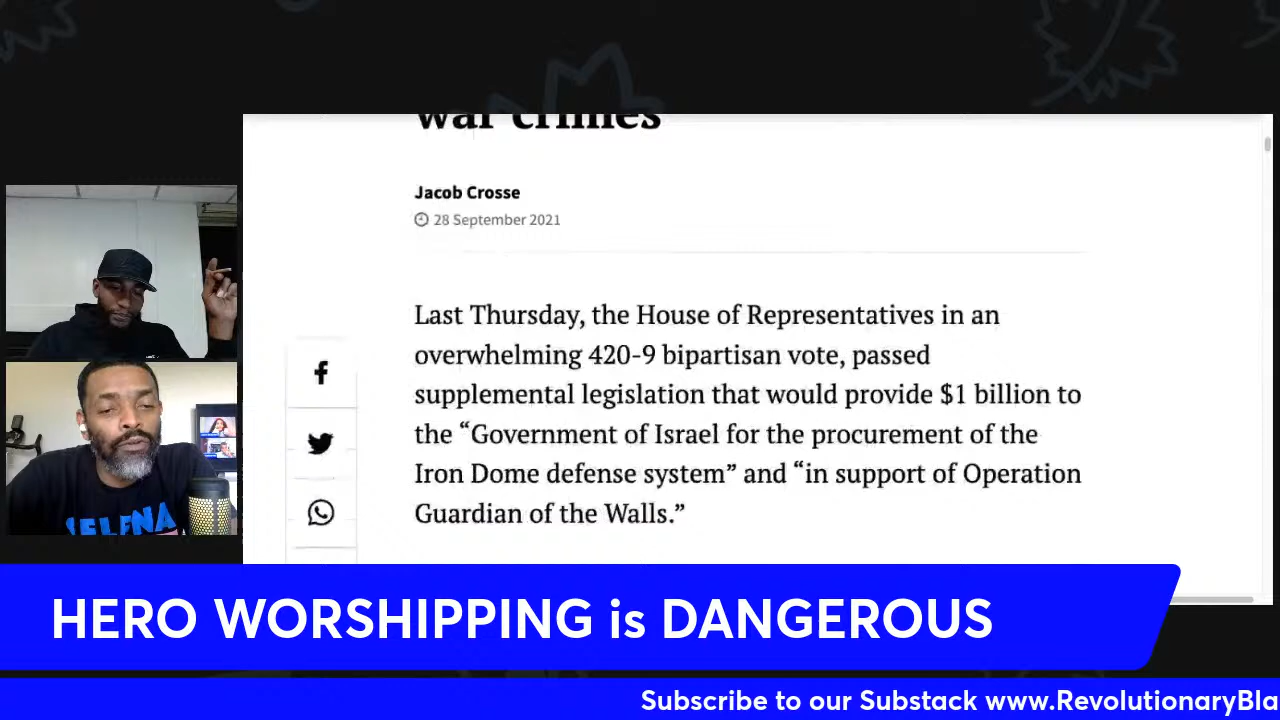 war crimes
Jacob Crosse
28 September 2021
Last Thursday, the House of Representatives in an
overwhelming 420-9 bipartisan vote, passed
supplemental legislation that would provide $1 billion to
the “Government of Israel for the procurement of the
Iron Dome defense system” and “in support of Operation
Guardian of the Walls.”
HERO WORSHIPPING is DANGEROUS
Subscribe to our Substack www.RevolutionaryBla